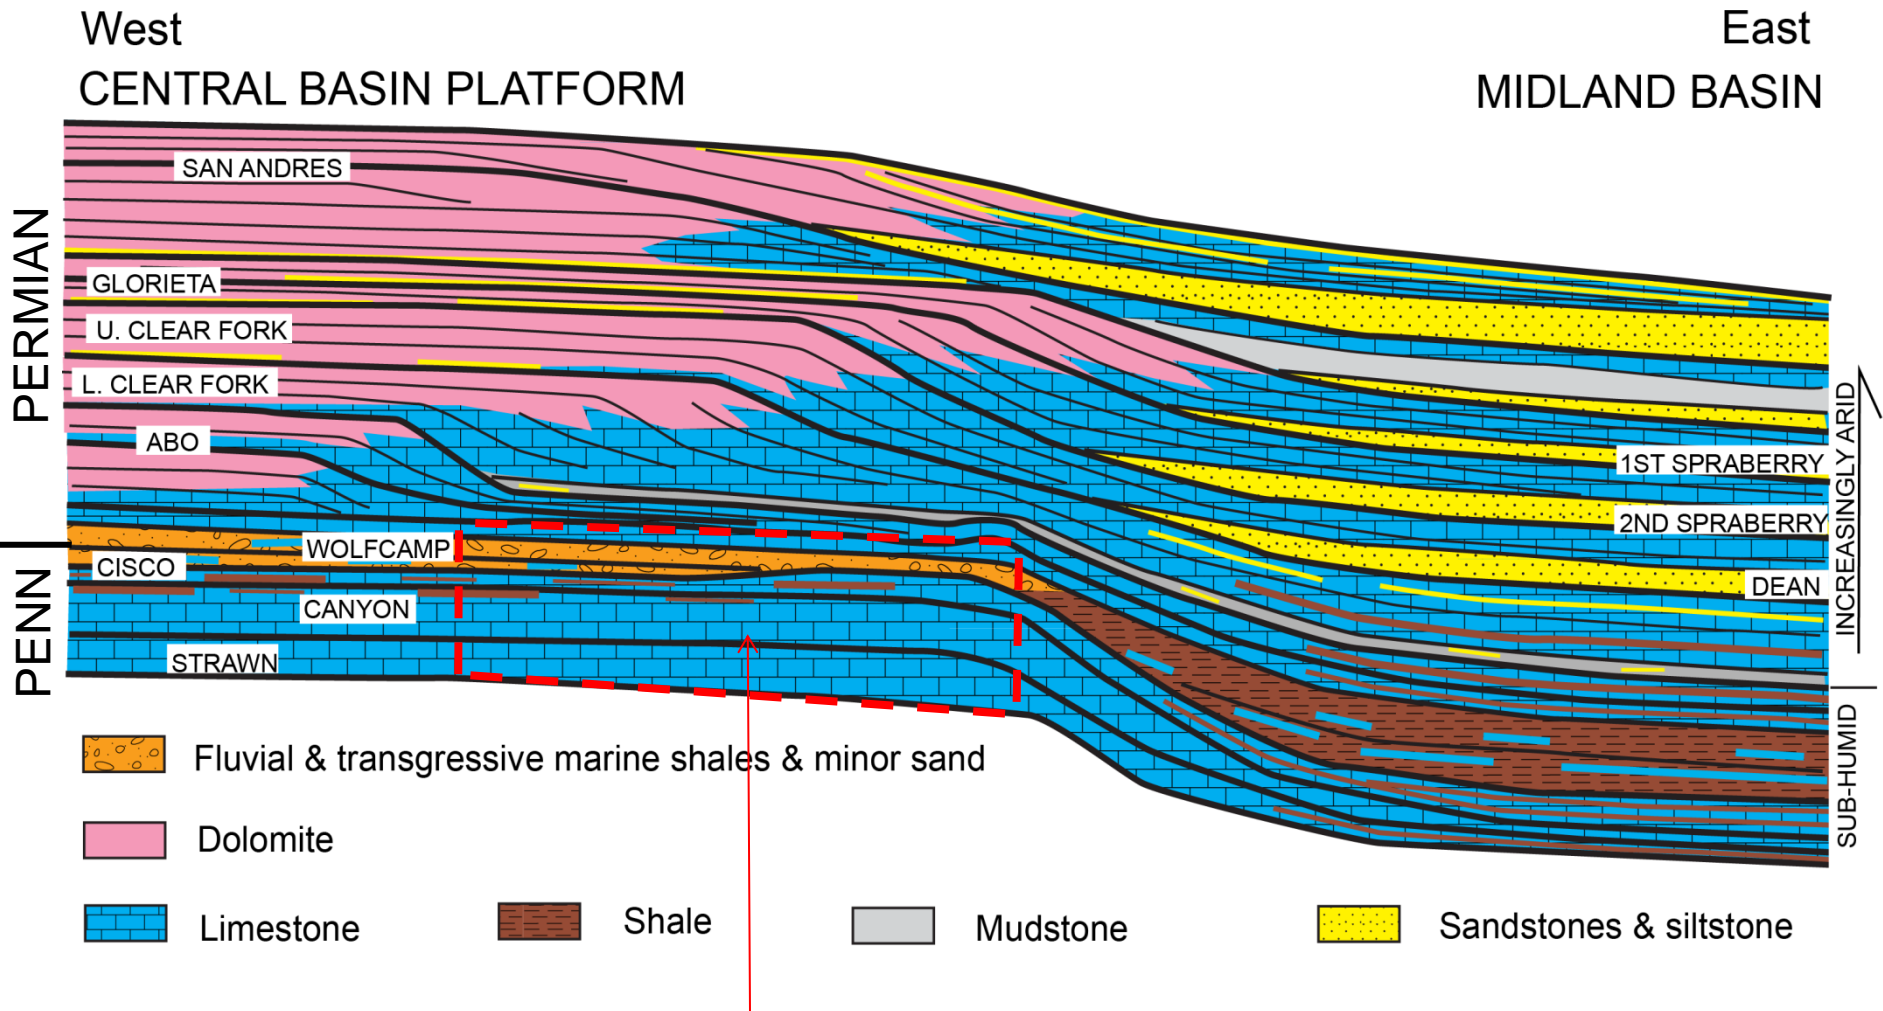 West
East
CENTRAL BASIN PLATFORM
MIDLAND BASIN
PERMIAN
PENN
SAN ANDRES
GLORIETA
U. CLEAR FORK
L. CLEAR FORK
ABO
WOLFCAMP
CISCO
CANYON
STRAWN
1ST SPRABERRY
2ND SPRABERRY
DEAN
INCREASINGLY ARID
SUB-HUMID
Fluvial & transgressive marine shales & minor sand
Dolomite
Limestone
Shale
Mudstone
Sandstones & siltstone